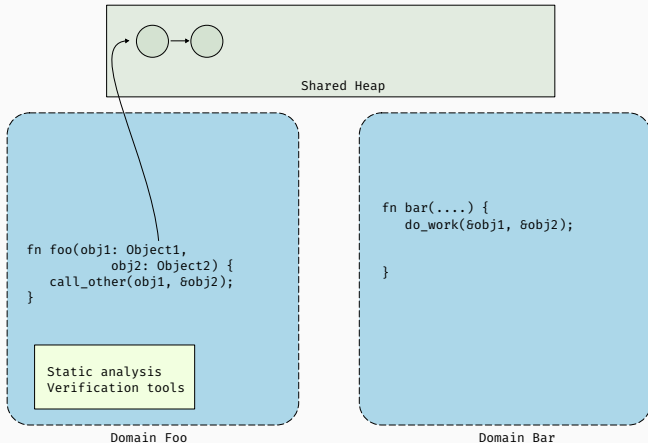 Shared Heap
fn foo(obj1: Object1,
obj2: Object2) {
call_other(obj1, &obj2);
}
Static analysis
Verification tools
Domain Foo
fn bar(....) {
do_work(&obj1, &obj2);
}
Domain Bar